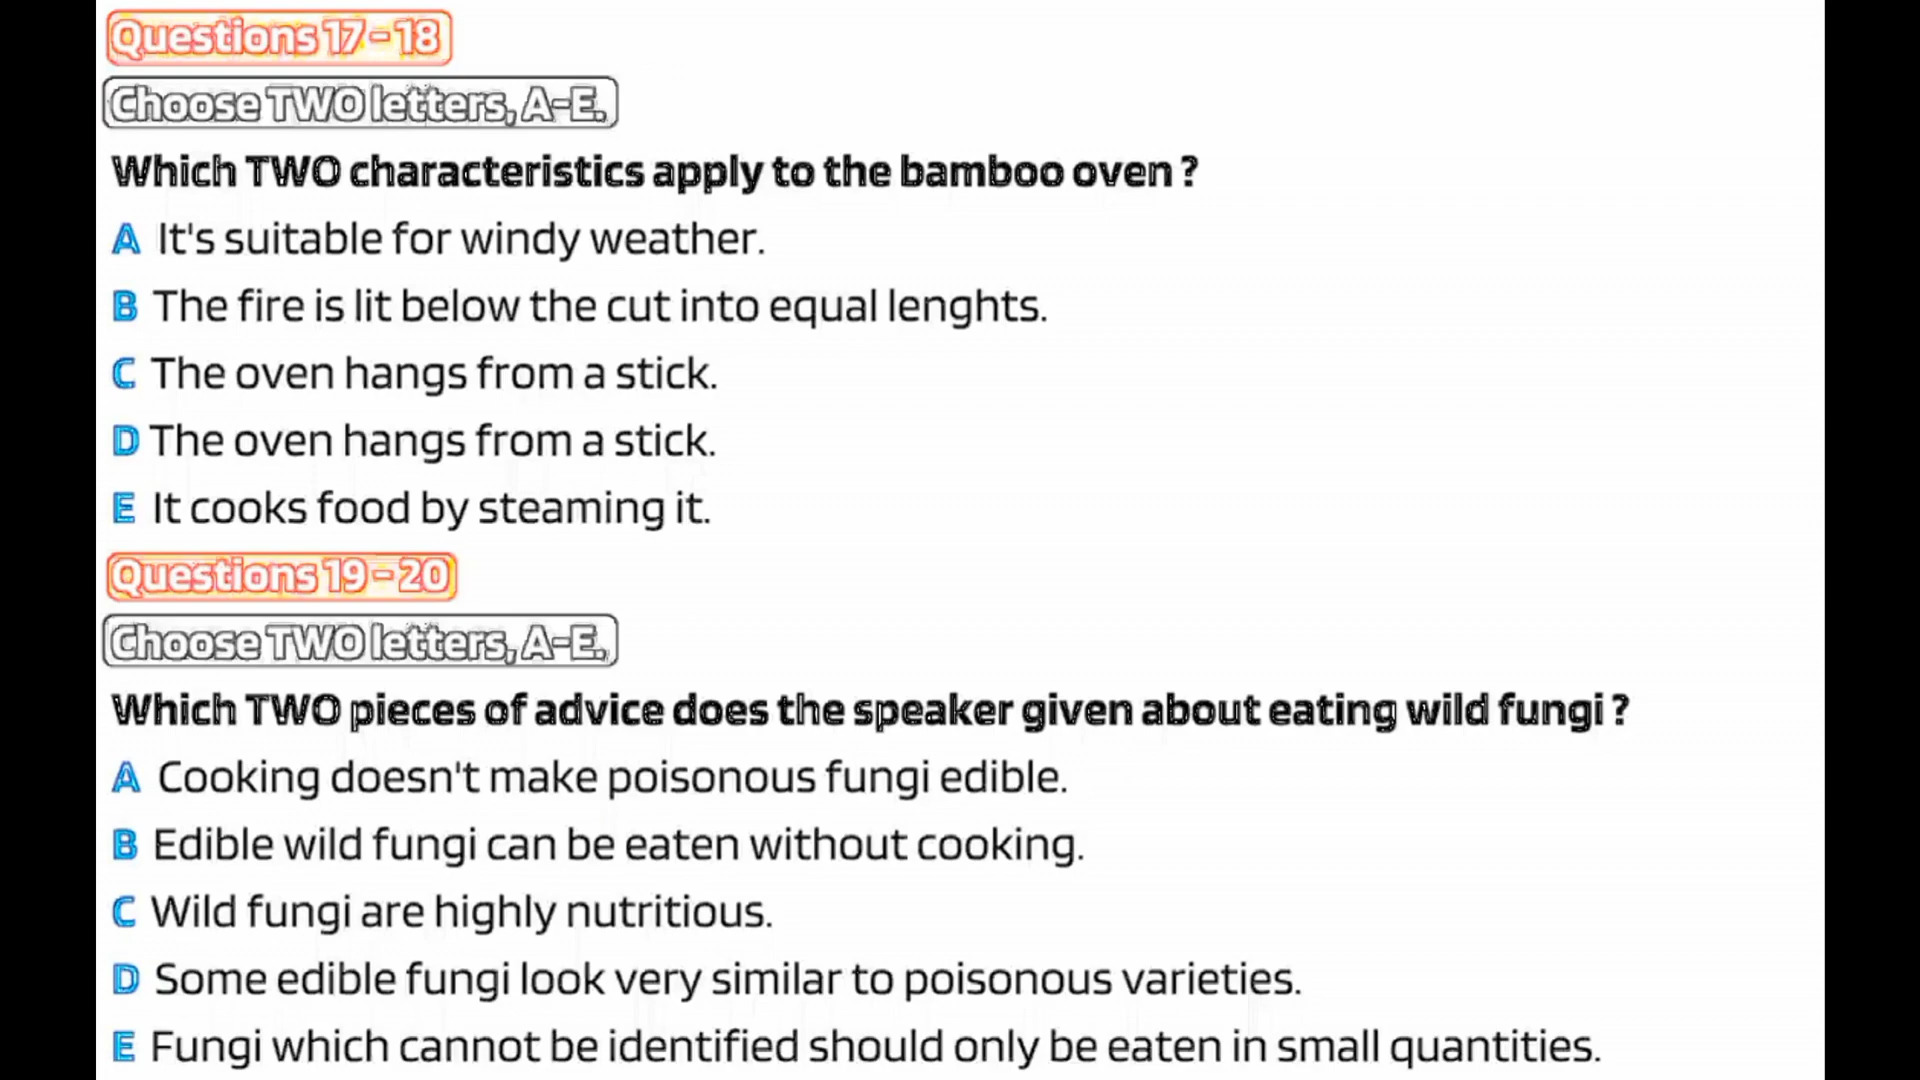 Questions 17-18
Choose TWO letters, A-E.
Which TWO characteristics apply to the bamboo oven ?
A It's suitable for windy weather.
B The fire is lit below the cut into equal lenghts.
C The oven hangs from a stick.
D The oven hangs from a stick.
E It cooks food by steaming it.
Questions 19-20
Choose TWO letters, A-E.
Which TWO pieces of advice does the speaker given about eating wild fungi ?
A Cooking doesn't make poisonous fungi edible.
B Edible wild fungi can be eaten without cooking.
C Wild fungi are highly nutritious.
D Some edible fungi look very similar to poisonous varieties.
E Fungi which cannot be identified should only be eaten in small quantities.